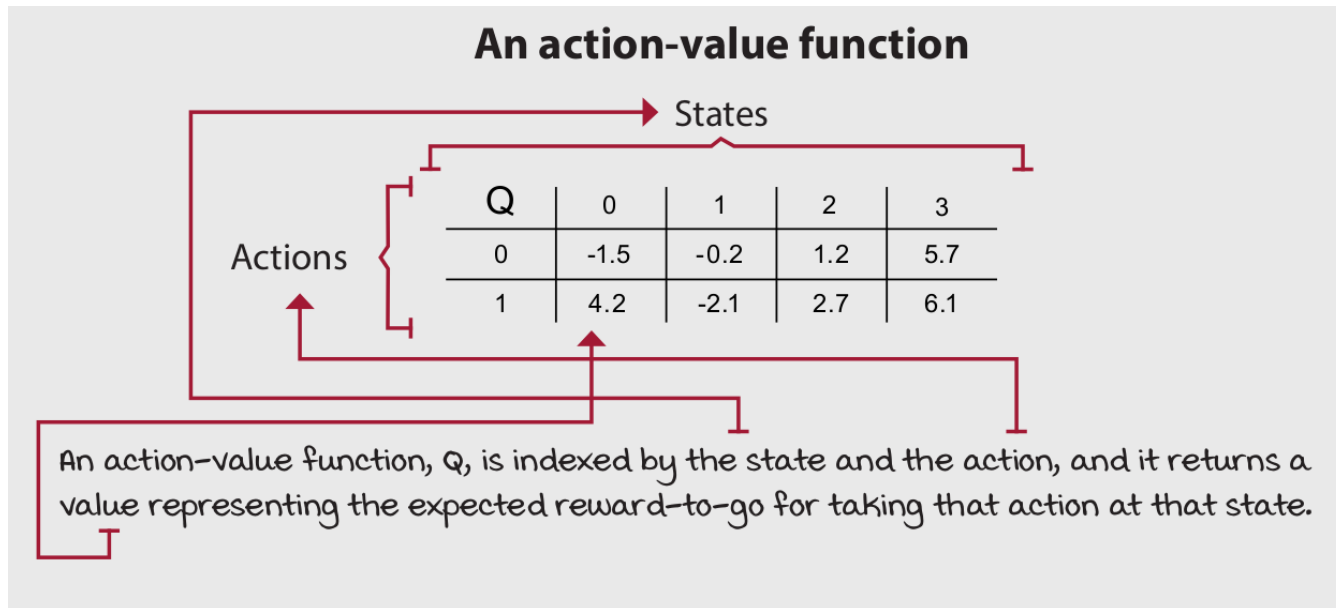 An action-value function
States
Actions
Q 0 1 2 3
0 -1.5 -0.2 1.2 5.7
1 4.2 -2.1 2.7 6.1
An action-value function, Q, is indexed by the state and the action, and it returns a
value representing the expected reward-to-go for taking that action at that state.